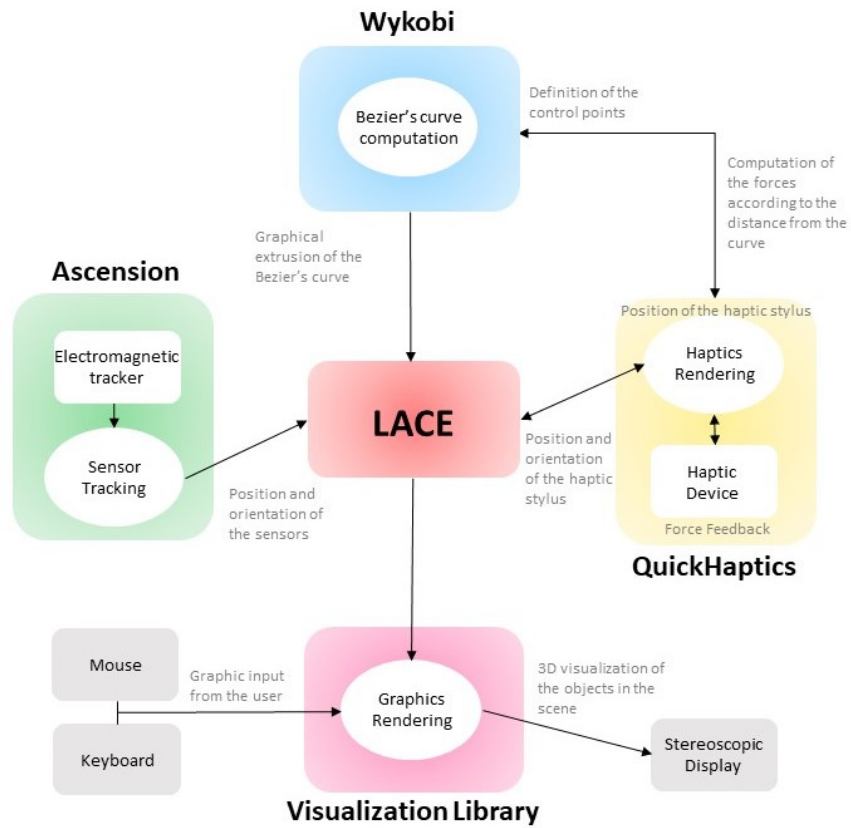 Wykobi
Bezier's curve
computation
Definition of the
control points
Computation of
the forces
according to the
distance from the
curve
Graphical
extrusion of the
Bezier's curve
Ascension
Electromagnetic
tracker
Sensor
Tracking
Position and
orientation of
the sensors
LACE
Position and
orientation
of the haptic
stylus
Position of the haptic stylus
Haptics
Rendering
Haptic
Device
Force Feedback
QuickHaptics
Mouse
Keyboard
Graphic input
from the user
Graphics
Rendering
3D visualization of
the objects in the
scene
Stereoscopic
Display
Visualization Library